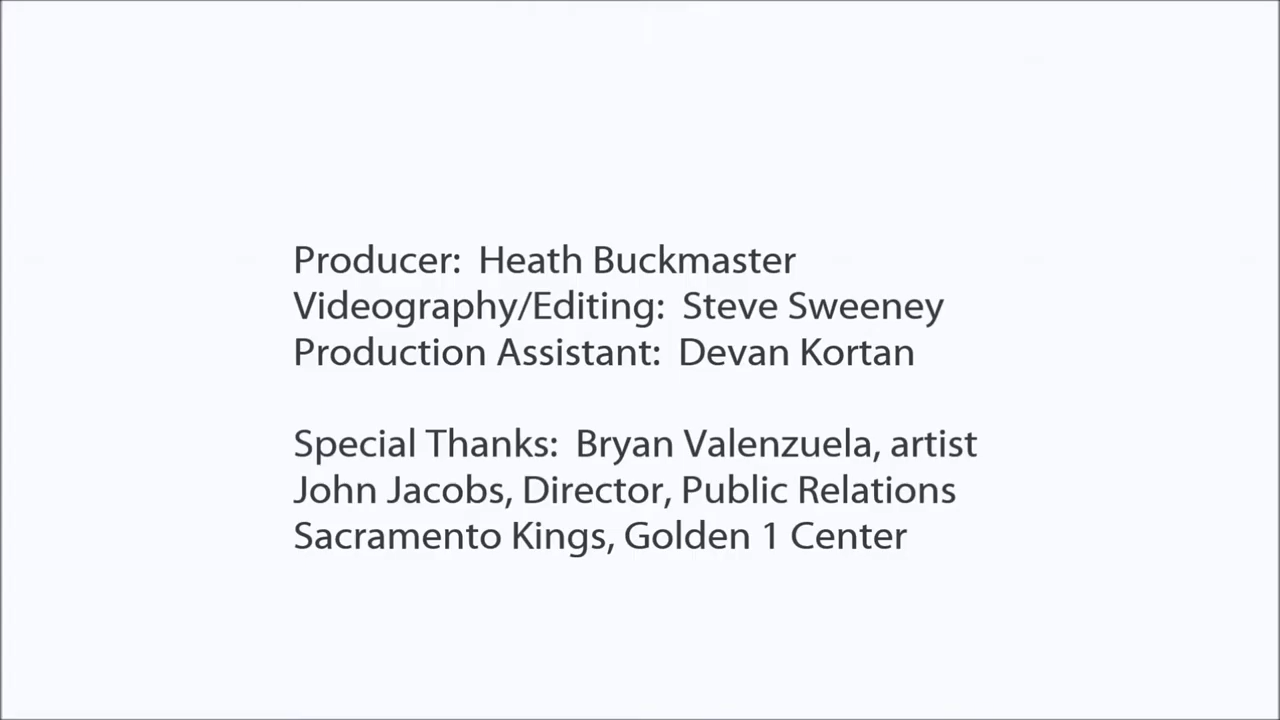 Producer:  Heath Buckmaster
Videography/Editing:  Steve Sweeney
Production Assistant:  Devan Kortan
Special Thanks:  Bryan Valenzuela, artist
John Jacobs, Director, Public Relations
Sacramento Kings, Golden 1 Center